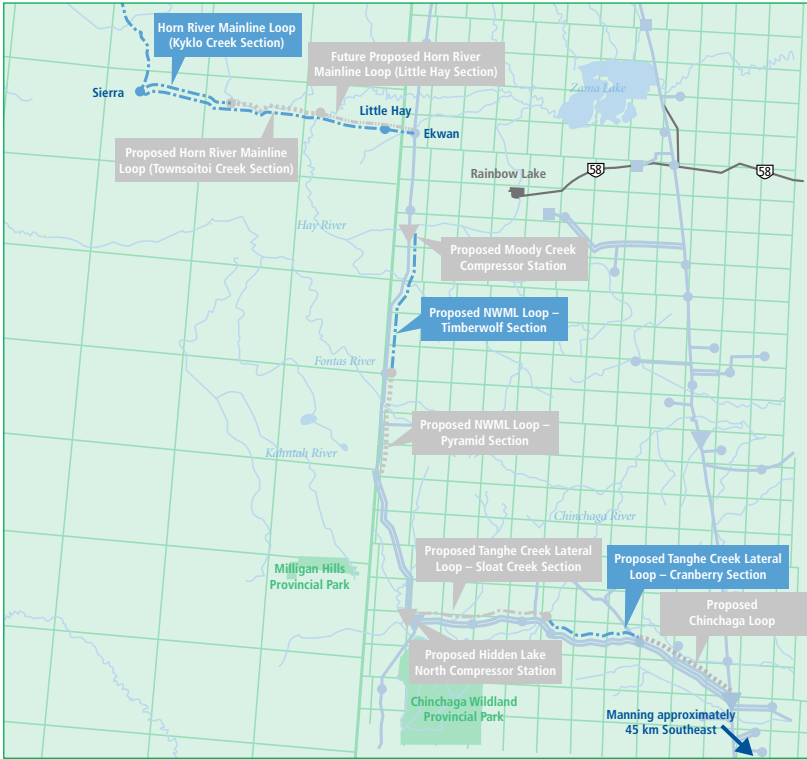 Horn River Mainline Loop
(Kyklo Creek Section)
Future Proposed Horn River
Mainline Loop (Little Hay Section)
Sierra
Zama Lake
Little Hay
Ekwan
Proposed Horn River Mainline
Loop (Townsoitoi Creek Section)
Rainbow Lake
58
58
Hay River
Proposed Moody Creek
Compressor Station
Proposed NWML Loop –
Timberwolf Section
Fontas River
Proposed NWML Loop –
Pyramid Section
Kahntah River
Chinchaga River
Proposed Tanghe Creek Lateral
Loop – Sloat Creek Section
Proposed Tanghe Creek Lateral
Loop – Cranberry Section
Milligan Hills
Provincial Park
Proposed
Chinchaga Loop
Proposed Hidden Lake
North Compressor Station
Chinchaga Wildland
Provincial Park
Manning approximately
45 km Southeast